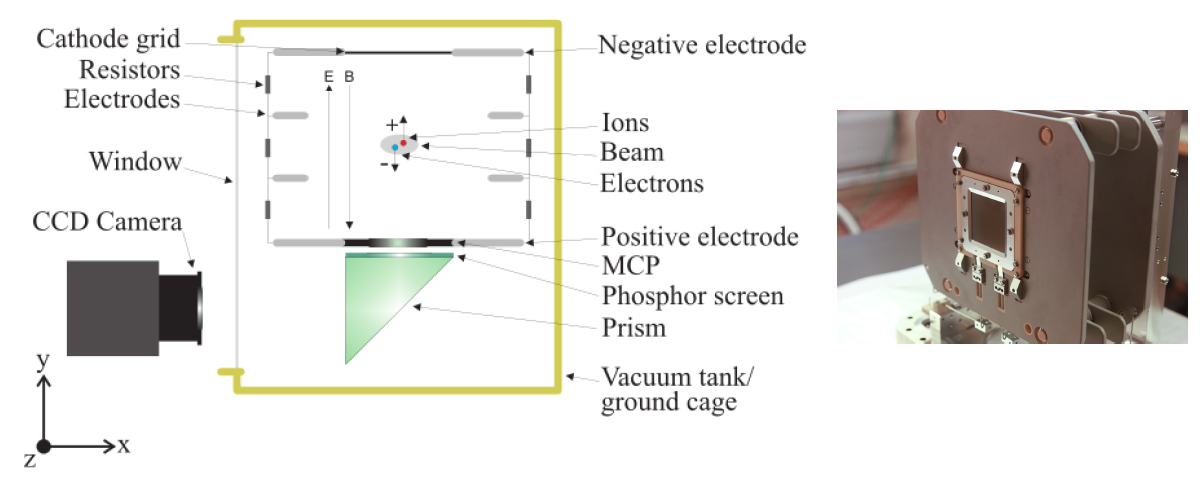 Cathode grid
Resistors
Electrodes
Window
CCD Camera
E B
+
-
Negative electrode
Ions
Beam
Electrons
Positive electrode
MCP
Phosphor screen
Prism
Vacuum tank/
ground cage
y
x
z